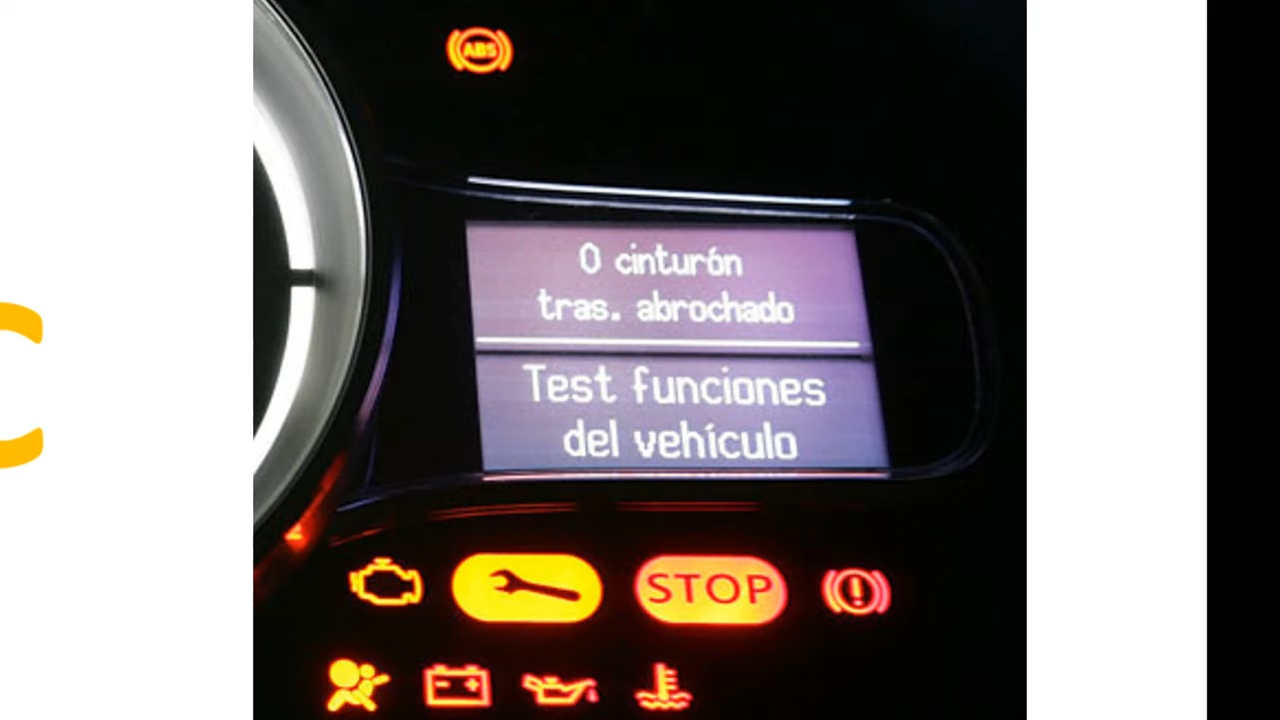 ABS
0 cinturón
tras. abrochado
Test funciones
del vehículo
STOP